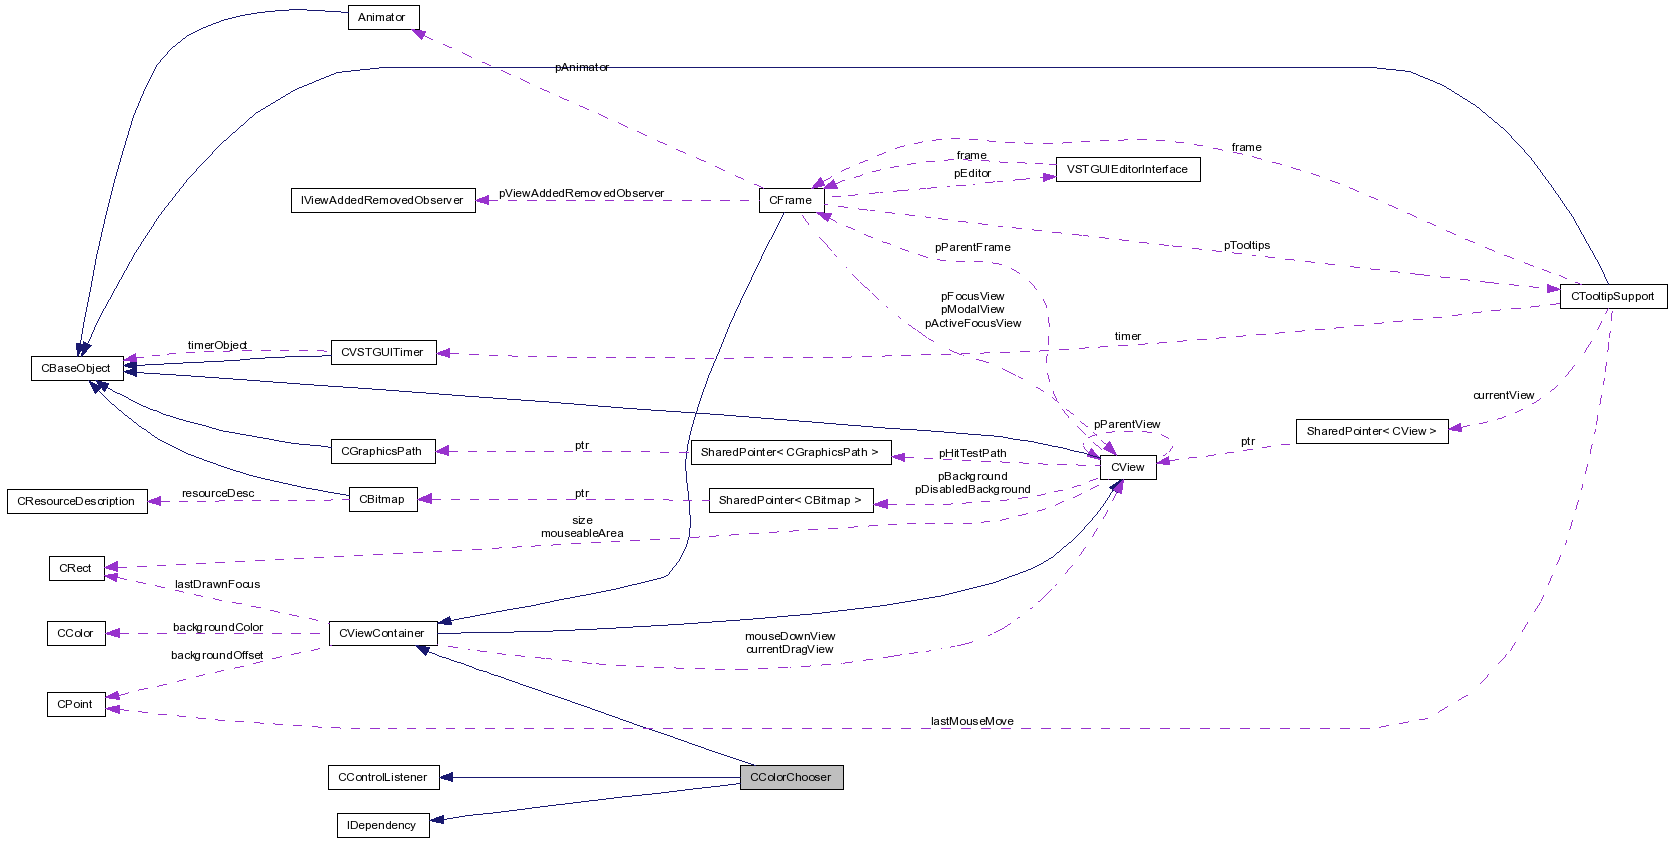 Animator
pAnimator
frame
frame
VSTGUIEditorInterface
pEditor
IViewAddedRemovedObserver
pViewAddedRemovedObserver
CFrame
pParentFrame
pTooltips
pFocusView
pModalView
pActiveFocusView
CTooltipSupport
timer
timerObject
CVSTGUITimer
CBaseObject
currentView
pParentView
SharedPointer< CView >
ptr
CGraphicsPath
ptr
SharedPointer< CGraphicsPath >
pHitTestPath
CView
pBackground
pDisabledBackground
CResourceDescription
resourceDesc
CBitmap
ptr
SharedPointer< CBitmap >
size
mouseableArea
CRect
lastDrawnFocus
CColor
backgroundColor
CViewContainer
mouseDownView
currentDragView
backgroundOffset
CPoint
lastMouseMove
CControlListener
CColorChooser
IDependency